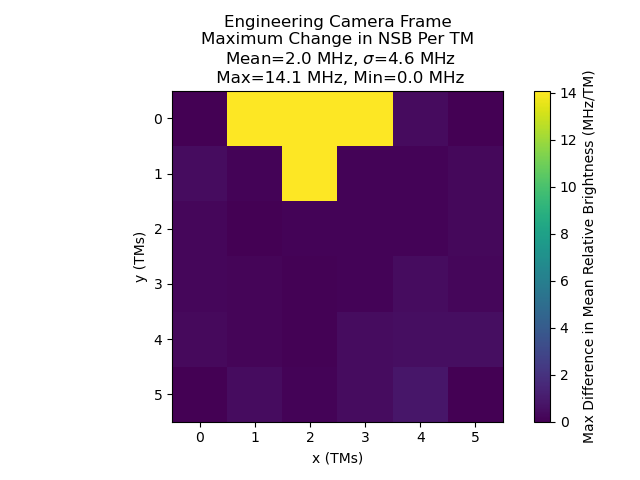 Engineering Camera Frame
Maximum Change in NSB Per TM
Mean=2.0 MHz, σ=4.6 MHz
Max=14.1 MHz, Min=0.0 MHz
0
1
2
3
4
5
y (TMs)
0 1 2 3 4 5
x (TMs)
14
12
10
8
6
4
2
0
Max Difference in Mean Relative Brightness (MHz/TM)